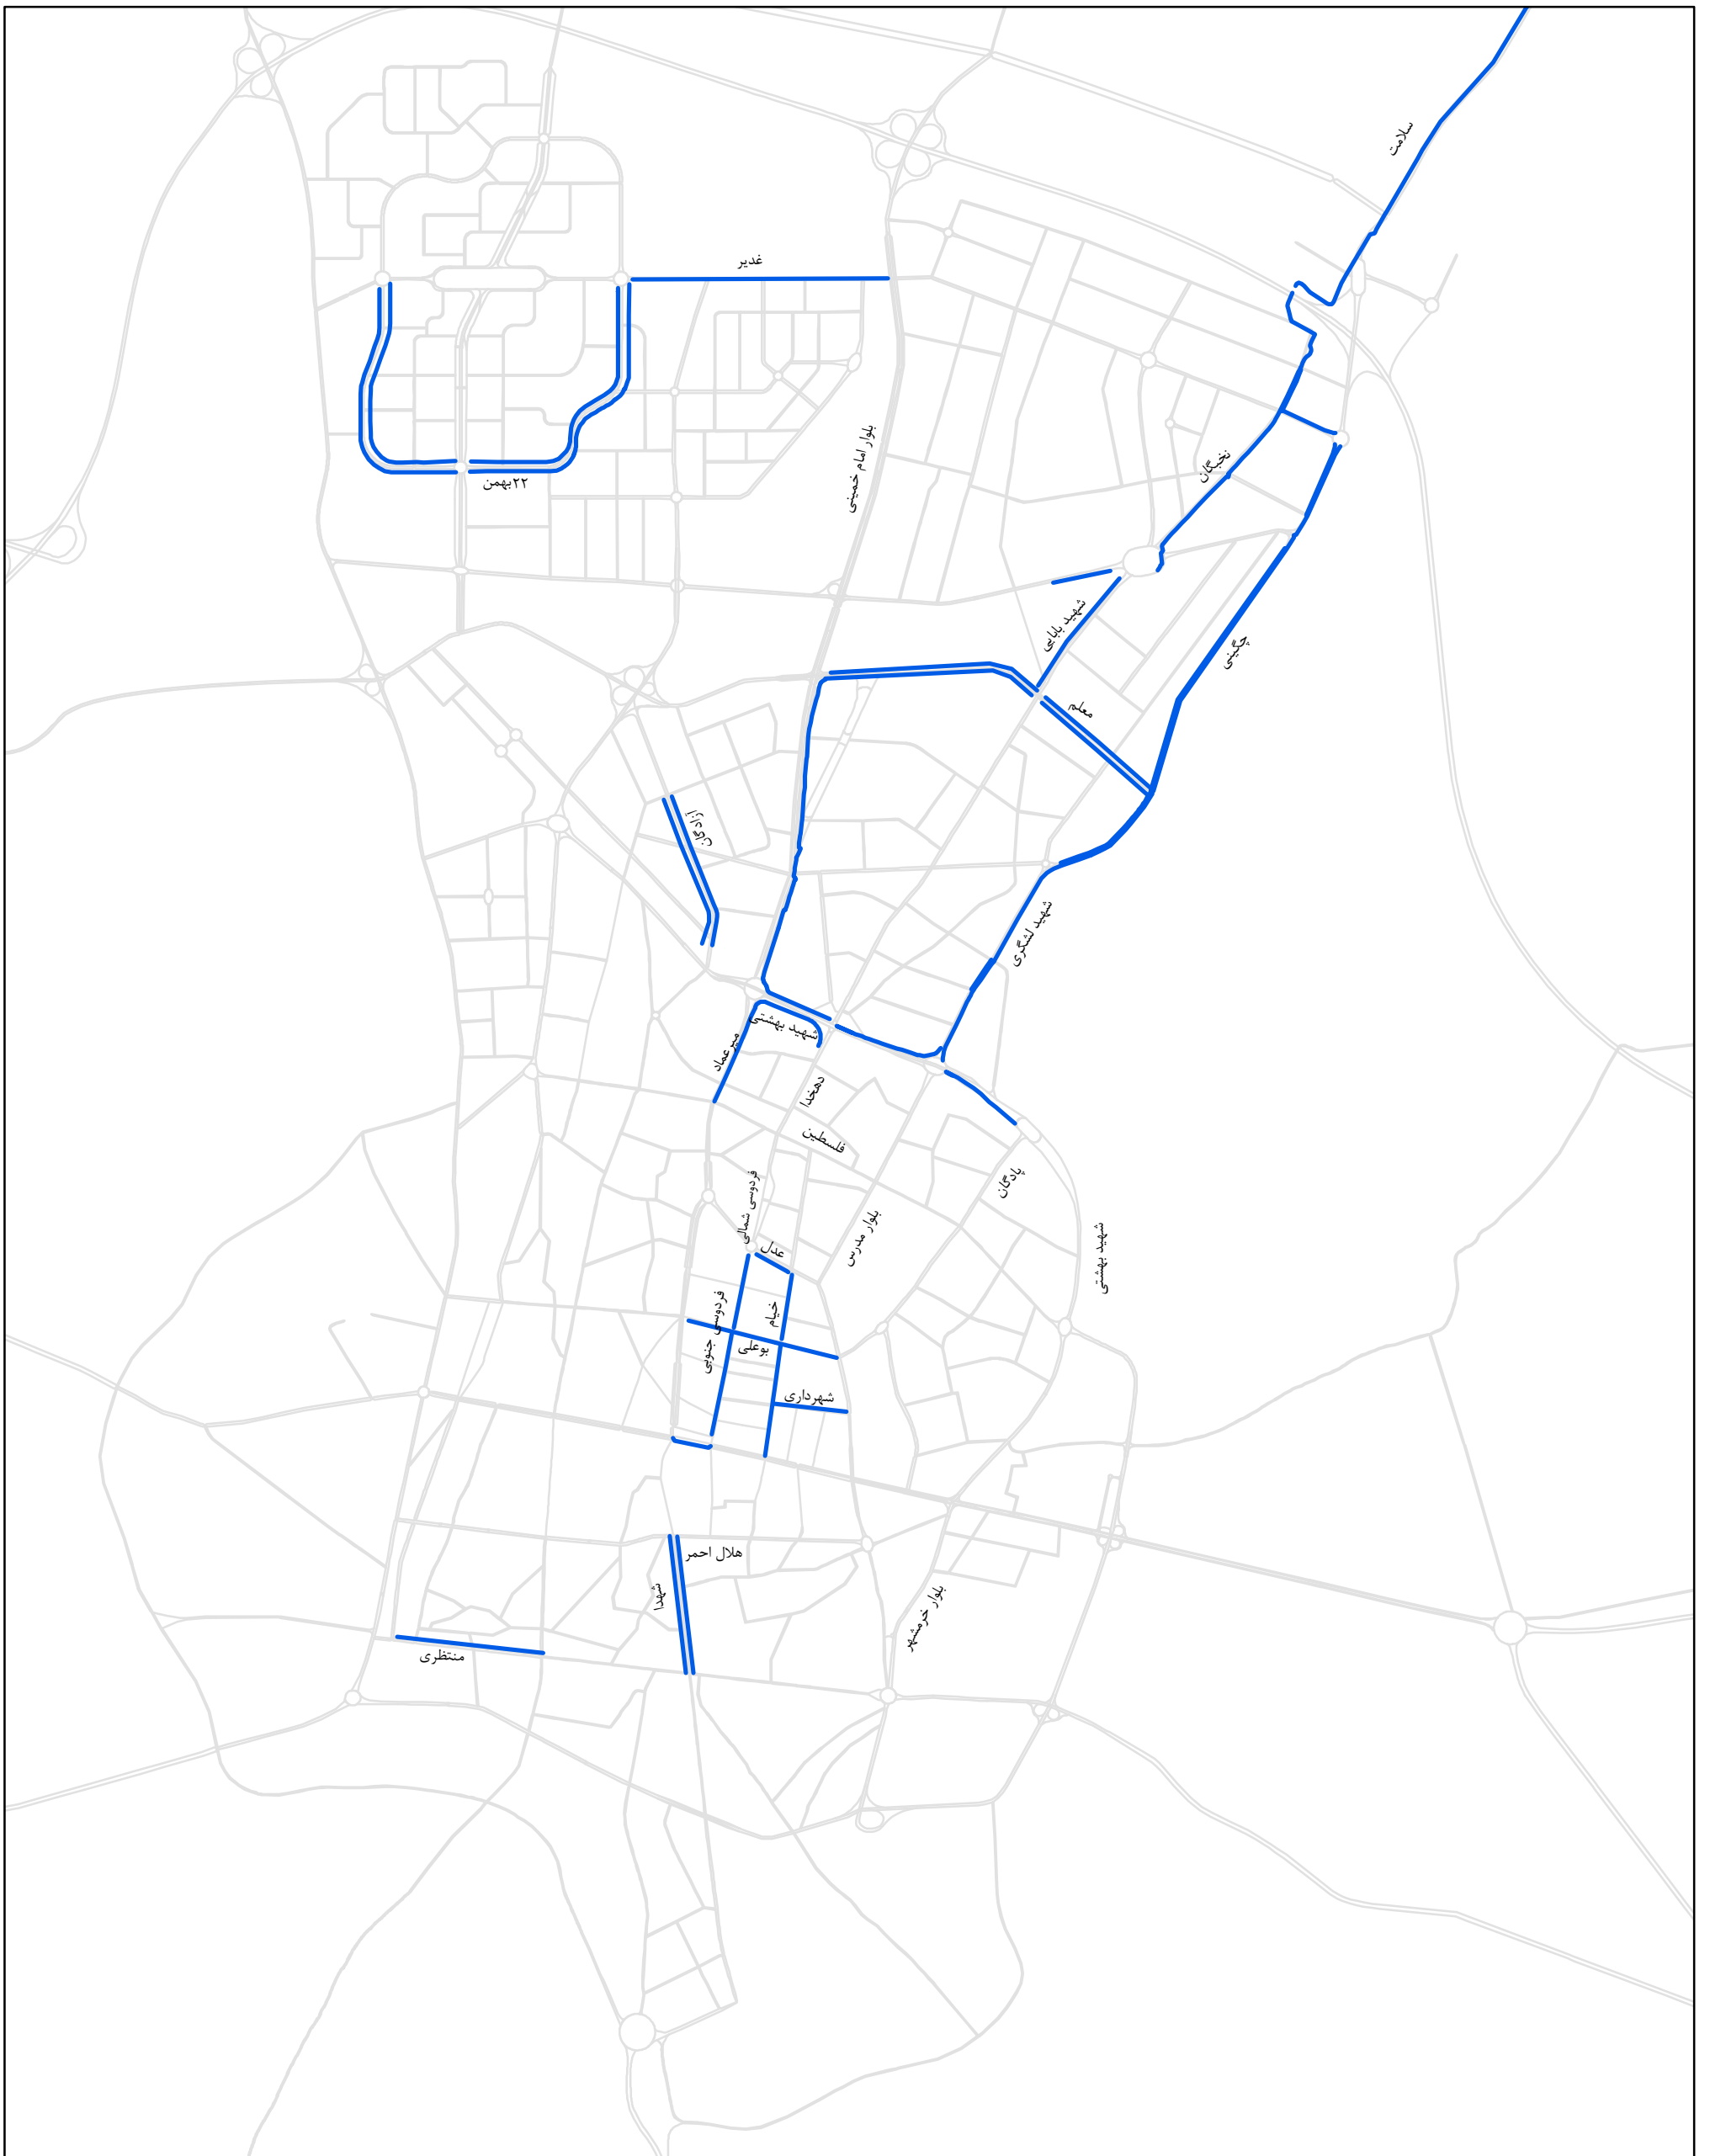 سلامت
غدیر
بلوار امام خمینی
نخبگان
۲۲بهمن
شهید بابایی
چگینی
معلم
آزادگان
شهید لشگری
شهید بهشتی
میرعماد
دهخدا
فلسطین
پادگان
فردوسی شمالی
بلوار مدرس
عدل
شهید بهشتی
خیام
فردوسی جنوبی
بوعلی
شهرداری
هلال احمر
شهدا
بلوار خرمشهر
منتظری